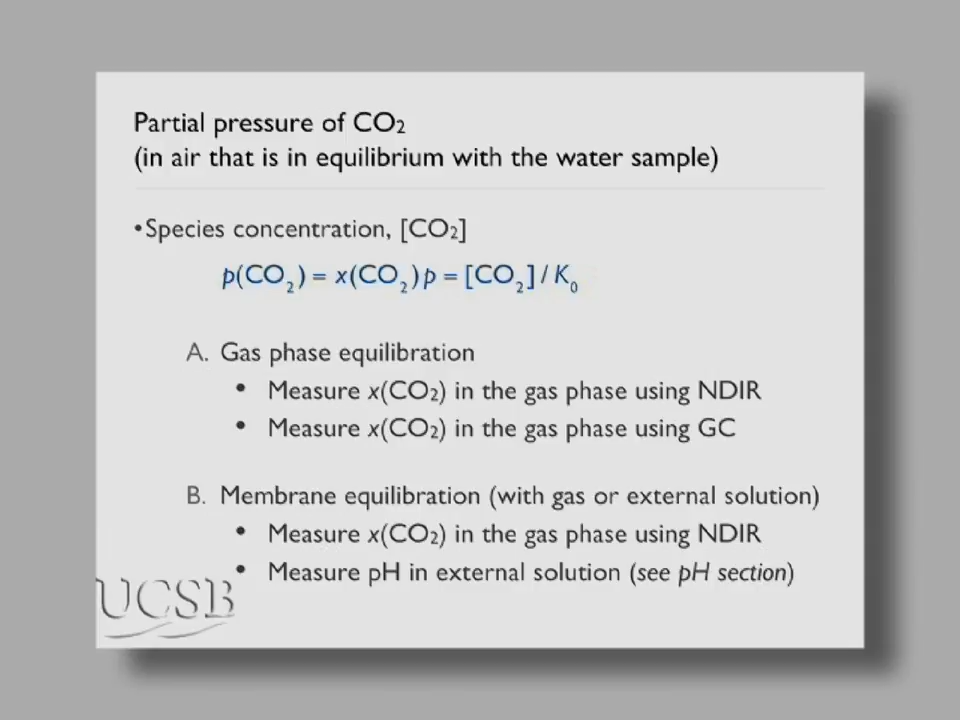 Partial pressure of CO₂
(in air that is in equilibrium with the water sample)
•Species concentration, [CO₂]
p(CO₂) = x(CO₂)p = [CO₂] / K₀
A. Gas phase equilibration
• Measure x(CO₂) in the gas phase using NDIR
• Measure x(CO₂) in the gas phase using GC
B. Membrane equilibration (with gas or external solution)
• Measure x(CO₂) in the gas phase using NDIR
• Measure pH in external solution (see pH section)
UCSB